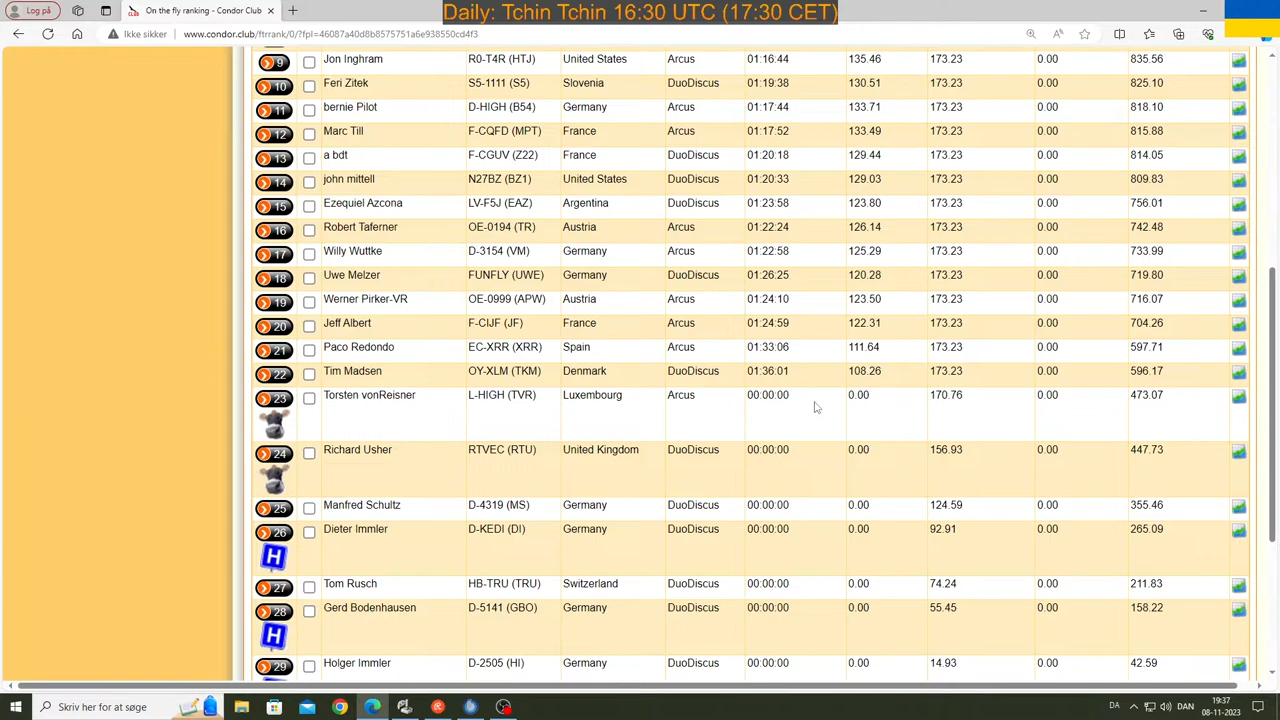 Log på
On the fly ranking - Condor Club
Daily: Tchin Tchin 16:30 UTC (17:30 CET)
Ikke sikker
www.condor.club/ftrrank/0/?fpl=46087a40d8b8575751a6e938550cd4f3
9 Jon Inghram R0-T4R (HTJ) United States Arcus 01:16:44 135.46 173.23 0.00 835.56
10 Feri Zitek S5-1111 (S5) Slovenia DuoDiscus 01:19:38 130.51 173.23 0.00 825.10
11 bernie Pilot D-HIGH (B54) Germany Arcus 01:17:44 133.71 173.23 0.00 818.10
12 Marc Till F-CQFD (MPT) France Arcus 01:17:52 133.49 173.23 0.00 815.88
13 a bdt F-CGUV (Z22) France DuoDiscus 01:20:18 129.44 173.23 0.00 814.05
14 john mittell N27BZ (BZ1) United States DuoDiscus 01:20:33 129.03 173.23 0.00 809.83
15 Ezequiel Azcona LV-F5J (EAZ) Argentina DuoDiscus 01:23:58 123.80 173.23 0.00 756.01
16 Robert Taferner OE-0194 (TR) Austria Arcus 01:22:24 126.14 173.23 0.00 742.48
17 Willy Wuttke D-3154 (VM) Germany Arcus 01:22:58 125.29 173.23 0.00 733.99
18 Uwe Melzer FUNFLY (UWE) Germany DuoDiscus 01:26:25 120.28 173.23 0.00 719.80
19 Werner Pirker-VR OE-0999 (APW) Austria Arcus 01:24:10 123.50 173.23 0.00 716.07
20 Jeff Albert F-CIJF (JF) France Arcus 01:24:59 122.31 173.23 0.00 704.26
21 Paco Redondo EC-XRR (XRR) Spain Arcus 01:33:06 111.64 173.23 0.00 597.71
22 Tim Madsen OY-XLM (TKM) Denmark DuoDiscus 01:36:01 108.26 173.23 0.00 596.17
23 Torsten vonReisner L-HIGH (TVR) Luxembourg Arcus 00:00:00 0.00 170.76 0.00 473.07
24 Richard Usher RTVEC (RTU) United Kingdom DuoDiscus 00:00:00 0.00 156.93 0.00 447.73
25 Manfred Schultz D-4319 (MS) Germany DuoDiscus 00:00:00 0.00 124.59 0.00 355.46
26 Dieter Immler D-KEDI (DI) Germany DuoDiscus 00:00:00 0.00 92.91 0.00 265.09
H
27 Tom Rusch HB-TRU (TRU) Switzerland DuoDiscus 00:00:00 0.00 74.24 0.00 211.83
28 Gerd Bodenhausen D-5141 (GBO) Germany DuoDiscus 00:00:00 0.00 55.45 0.00 158.22
H
29 Holger Immler D-2505 (HI) Germany DuoDiscus 00:00:00 0.00 14.93 0.00 42.59
Skriv her for at søge
DA
DAN
19:37
08-11-2023